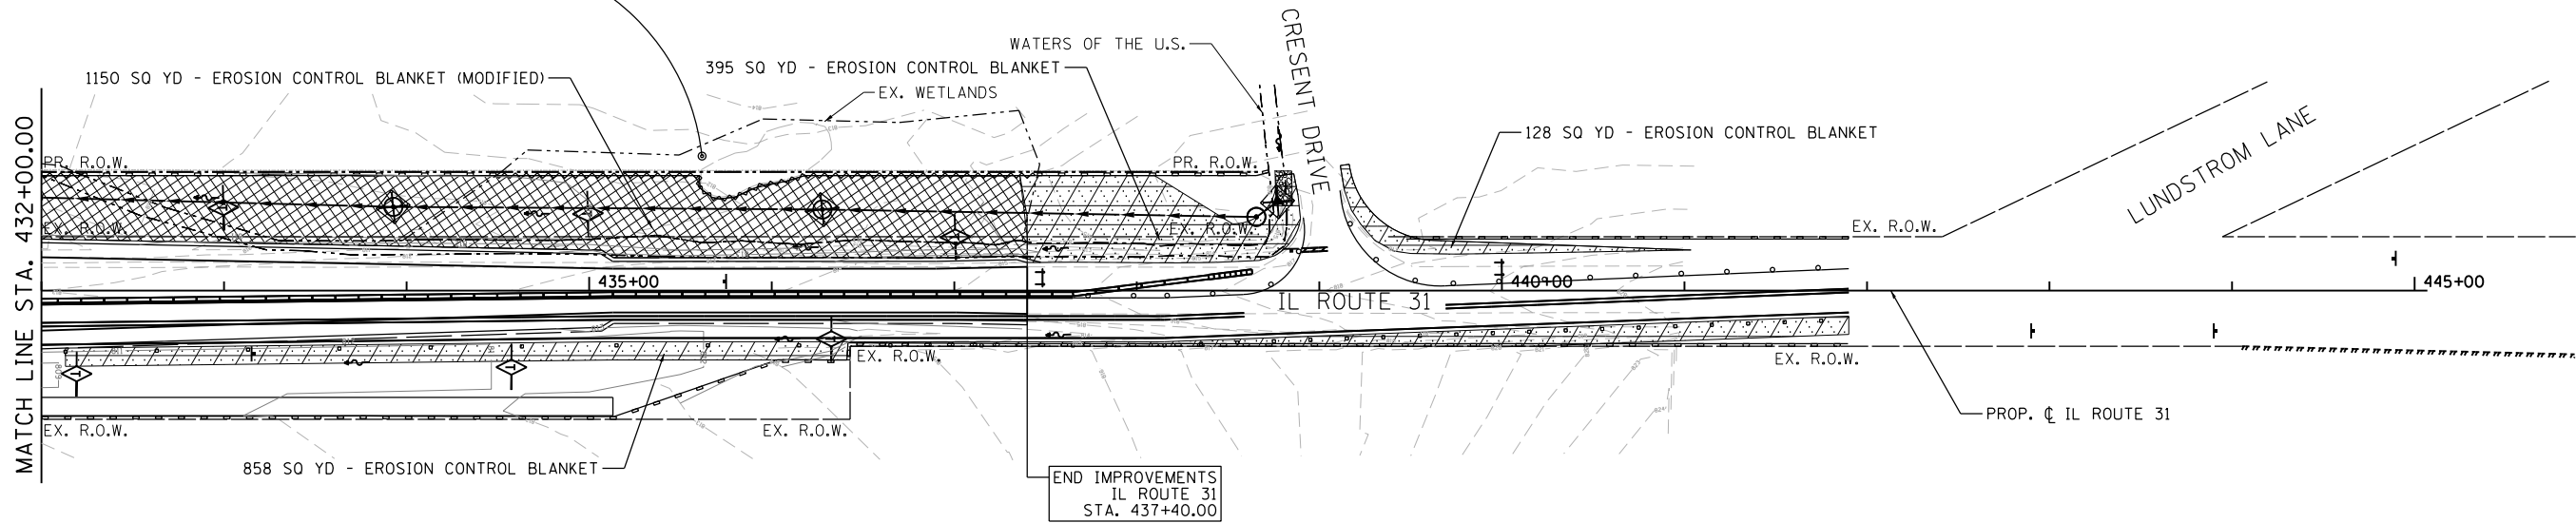 CRESENT DRIVE
WATERS OF THE U.S.
395 SQ YD - EROSION CONTROL BLANKET
1150 SQ YD - EROSION CONTROL BLANKET (MODIFIED)
EX. WETLANDS
128 SQ YD - EROSION CONTROL BLANKET
LUNDSTROM LANE
MATCH LINE STA. 432+00.00
PR. R.O.W.
PR. R.O.W.
EX. R.O.W.
EX. R.O.W.
EX. R.O.W.
435+00
440+00
445+00
IL ROUTE 31
EX. R.O.W.
EX. R.O.W.
PROP. ℄ IL ROUTE 31
EX. R.O.W.
EX. R.O.W.
858 SQ YD - EROSION CONTROL BLANKET
END IMPROVEMENTS
IL ROUTE 31
STA. 437+40.00